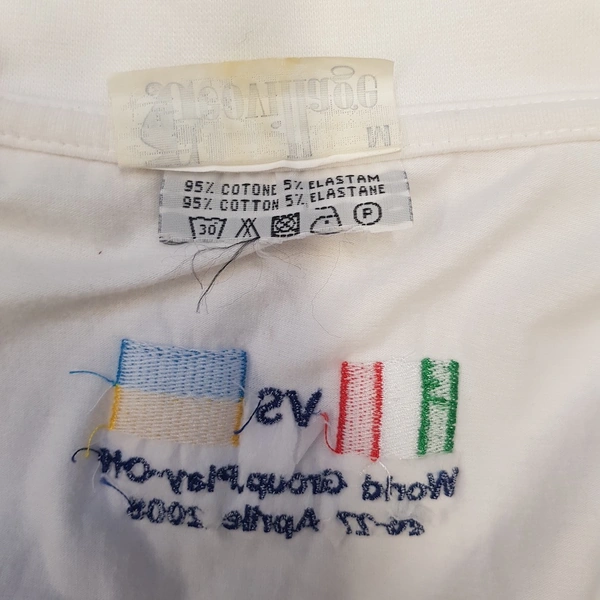 M
95% COTONE 5% ELASTAM
95% COTTON 5% ELASTANE
30° P
VS
World Group, Play-Off
26-27 Aprile 2008